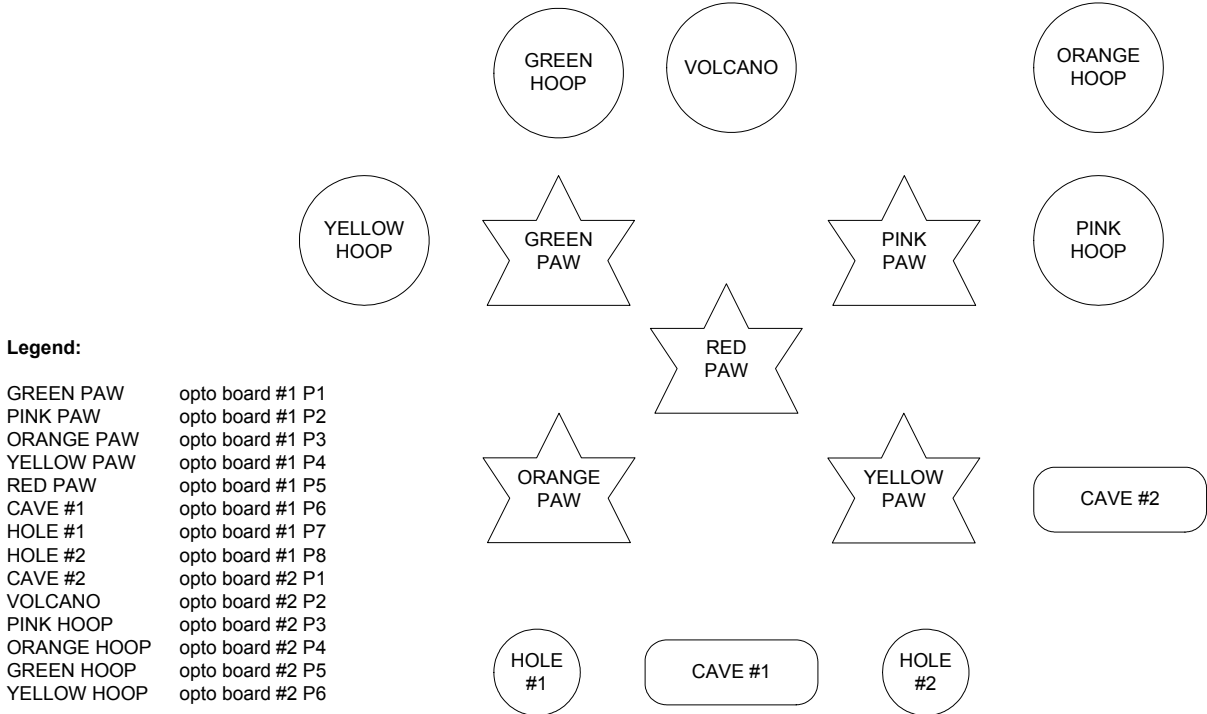 GREEN
HOOP
VOLCANO
ORANGE
HOOP
YELLOW
HOOP
GREEN
PAW
PINK
PAW
PINK
HOOP
RED
PAW
Legend:
GREEN PAW opto board #1 P1
PINK PAW opto board #1 P2
ORANGE PAW opto board #1 P3
YELLOW PAW opto board #1 P4
RED PAW opto board #1 P5
CAVE #1 opto board #1 P6
HOLE #1 opto board #1 P7
HOLE #2 opto board #1 P8
CAVE #2 opto board #2 P1
VOLCANO opto board #2 P2
PINK HOOP opto board #2 P3
ORANGE HOOP opto board #2 P4
GREEN HOOP opto board #2 P5
YELLOW HOOP opto board #2 P6
ORANGE
PAW
YELLOW
PAW
CAVE #2
HOLE
#1
CAVE #1
HOLE
#2